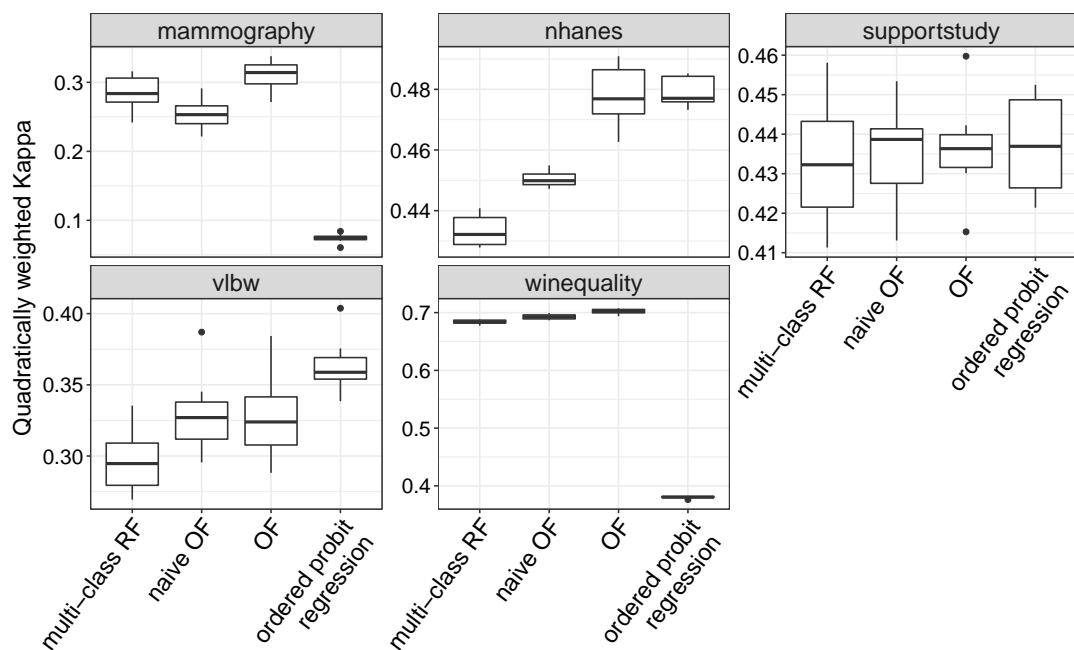 Quadratically weighted Kappa
mammography
0.3
0.2
0.1
nhanes
0.48
0.46
0.44
supportstudy
0.46
0.45
0.44
0.43
0.42
0.41
multi−class RF
naive OF
OF
ordered probit
regression
vlbw
0.40
0.35
0.30
multi−class RF
naive OF
OF
ordered probit
regression
winequality
0.7
0.6
0.5
0.4
multi−class RF
naive OF
OF
ordered probit
regression